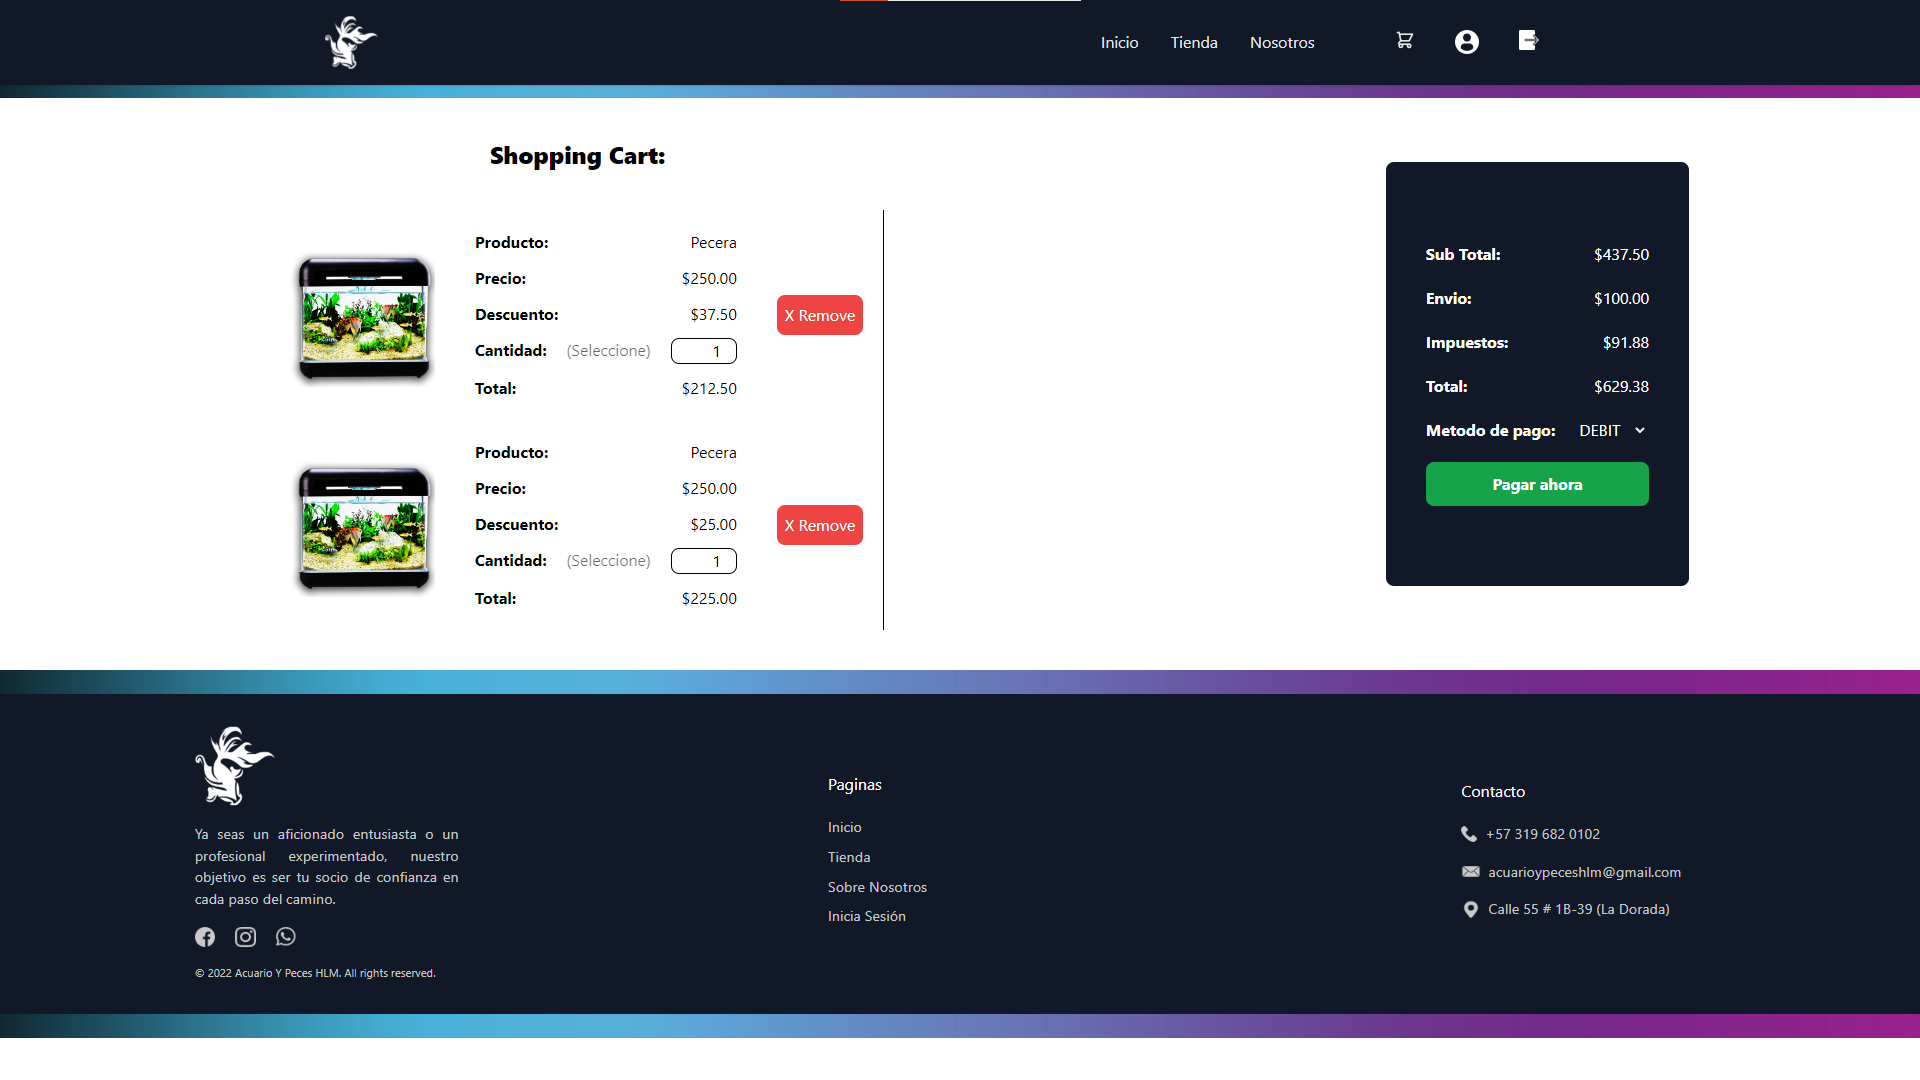 Inicio Tienda Nosotros
Shopping Cart:
Producto: Pecera
Precio: $250.00
Descuento: $37.50
X Remove
Cantidad: (Seleccione) 1
Total: $212.50
Producto: Pecera
Precio: $250.00
Descuento: $25.00
X Remove
Cantidad: (Seleccione) 1
Total: $225.00
Sub Total: $437.50
Envio: $100.00
Impuestos: $91.88
Total: $629.38
Metodo de pago: DEBIT
Pagar ahora
Ya seas un aficionado entusiasta o un
profesional experimentado, nuestro
objetivo es ser tu socio de confianza en
cada paso del camino.
© 2022 Acuario Y Peces HLM. All rights reserved.
Paginas
Inicio
Tienda
Sobre Nosotros
Inicia Sesión
Contacto
+57 319 682 0102
acuarioypeceshlm@gmail.com
Calle 55 # 1B-39 (La Dorada)